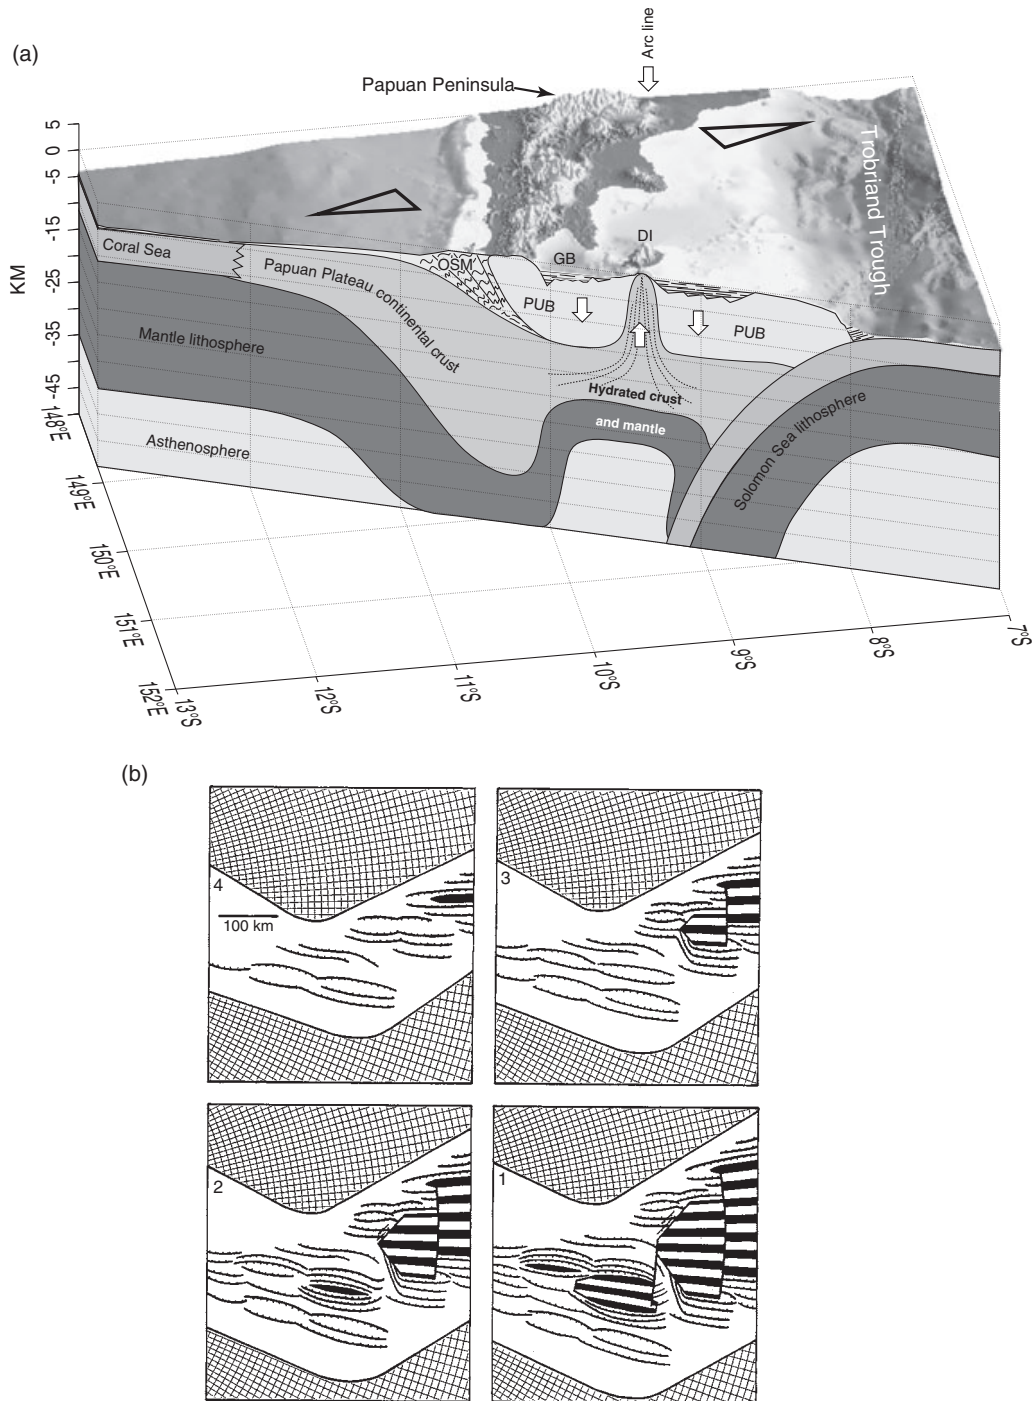 (a)
Arc line
Papuan Peninsula
5
0
-5
-15
-25
-35
-45
KM
Trobriand Trough
DI
GB
OSM
PUB
PUB
Coral Sea
Papuan Plateau continental crust
Mantle lithosphere
Hydrated crust
and mantle
Asthenosphere
Solomon Sea lithosphere
148°E
149°E
150°E
151°E
152°E
13°S
12°S
11°S
10°S
9°S
8°S
7°S
(b)
4
100 km
3
2
1